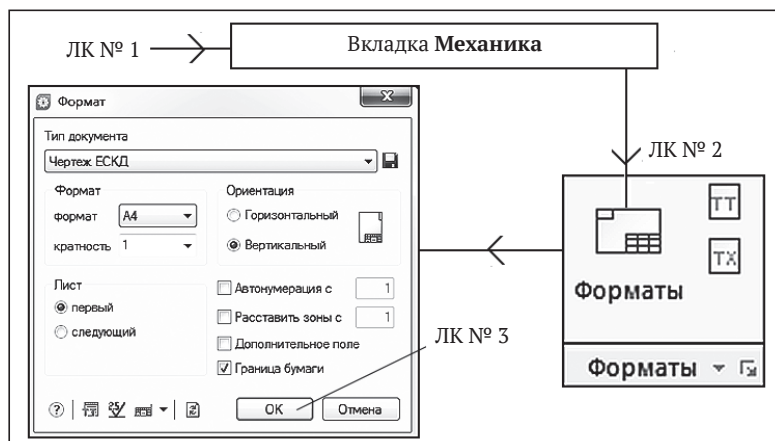 ЛК № 1
Вкладка Механика
ЛК № 2
Формат
Тип документа
Чертеж ЕСКД
Формат
формат A4
кратность 1
Ориентация
Горизонтальный
Вертикальный
Лист
первый
следующий
Автонумерация с 1
Расставить зоны с 1
Дополнительное поле
Граница бумаги
ЛК № 3
OK
Отмена
ТТ
ТХ
Форматы
Форматы